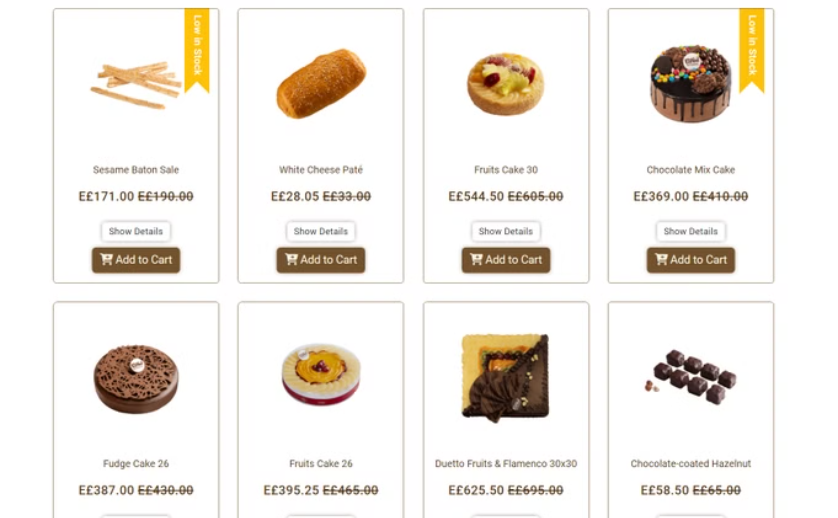 Low in Stock
Low in Stock
Sesame Baton Sale
White Cheese Paté
Fruits Cake 30
Chocolate Mix Cake
E£171.00 E£190.00
E£28.05 E£33.00
E£544.50 E£605.00
E£369.00 E£410.00
Show Details
Show Details
Show Details
Show Details
Add to Cart
Add to Cart
Add to Cart
Add to Cart
Fudge Cake 26
Fruits Cake 26
Duetto Fruits & Flamenco 30x30
Chocolate-coated Hazelnut
E£387.00 E£430.00
E£395.25 E£465.00
E£625.50 E£695.00
E£58.50 E£65.00